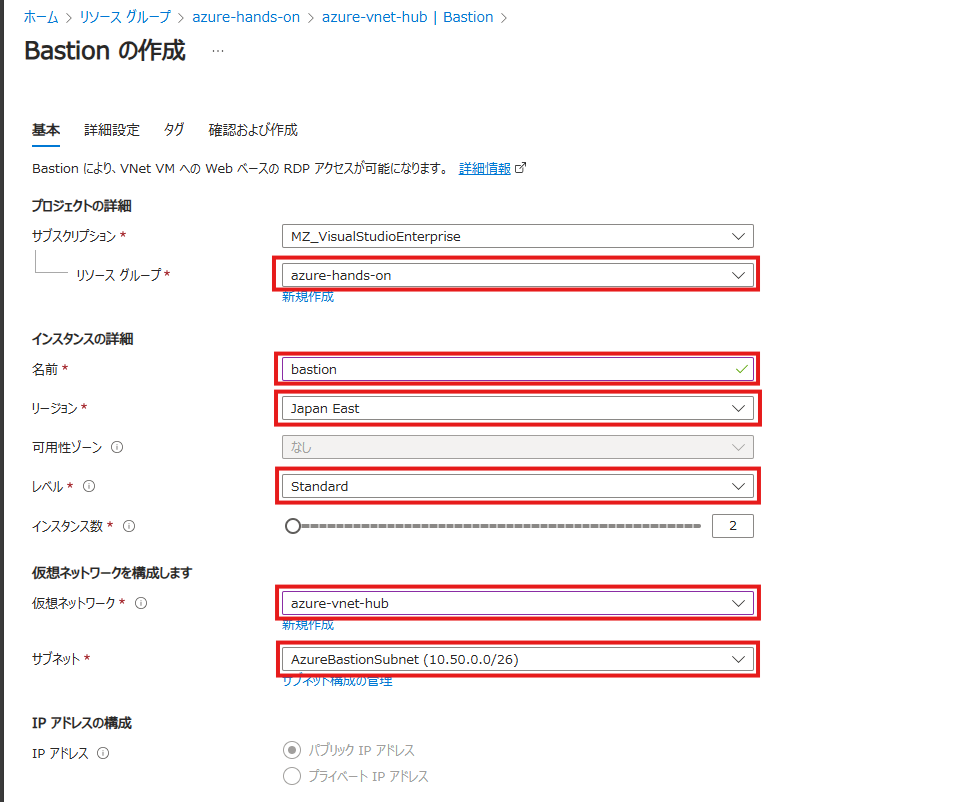 ホーム > リソース グループ > azure-hands-on > azure-vnet-hub | Bastion >
Bastion の作成 …
基本 詳細設定 タグ 確認および作成
Bastion により、VNet VM への Web ベースの RDP アクセスが可能になります。 詳細情報
プロジェクトの詳細
サブスクリプション * MZ_VisualStudioEnterprise
リソース グループ * azure-hands-on
新規作成
インスタンスの詳細
名前 * bastion
リージョン * Japan East
可用性ゾーン なし
レベル * Standard
インスタンス数 * 2
仮想ネットワークを構成します
仮想ネットワーク * azure-vnet-hub
新規作成
サブネット * AzureBastionSubnet (10.50.0.0/26)
サブネット構成の管理
IP アドレスの構成
IP アドレス パブリック IP アドレス
プライベート IP アドレス